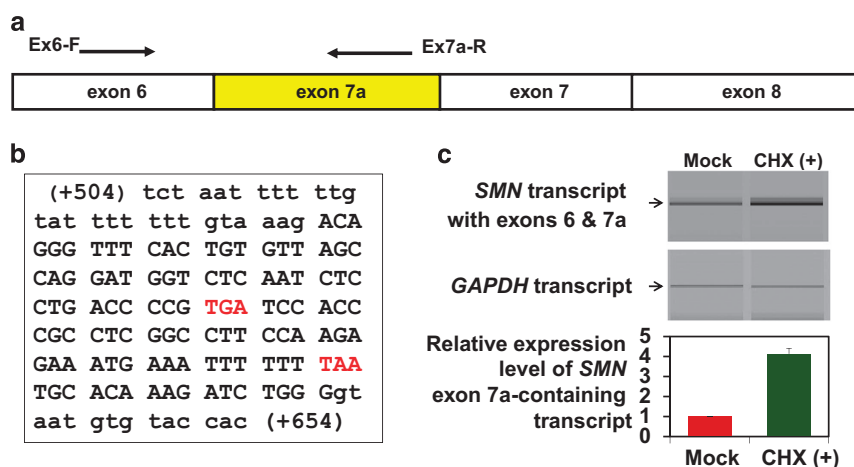 a
Ex6-F
Ex7a-R
exon 6 exon 7a exon 7 exon 8
b
(+504) tct aat ttt ttg
tat ttt ttt gta aag ACA
GGG TTT CAC TGT GTT AGC
CAG GAT GGT CTC AAT CTC
CTG ACC CCG TGA TCC ACC
CGC CTC GGC CTT CCA AGA
GAA ATG AAA TTT TTT TAA
TGC ACA AAG ATC TGG Ggt
aat gtg tac cac (+654)
c
Mock CHX (+)
SMN transcript
with exons 6 & 7a
GAPDH transcript
Relative expression
level of SMN
exon 7a-containing
transcript
5
4
3
2
1
0
Mock CHX (+)